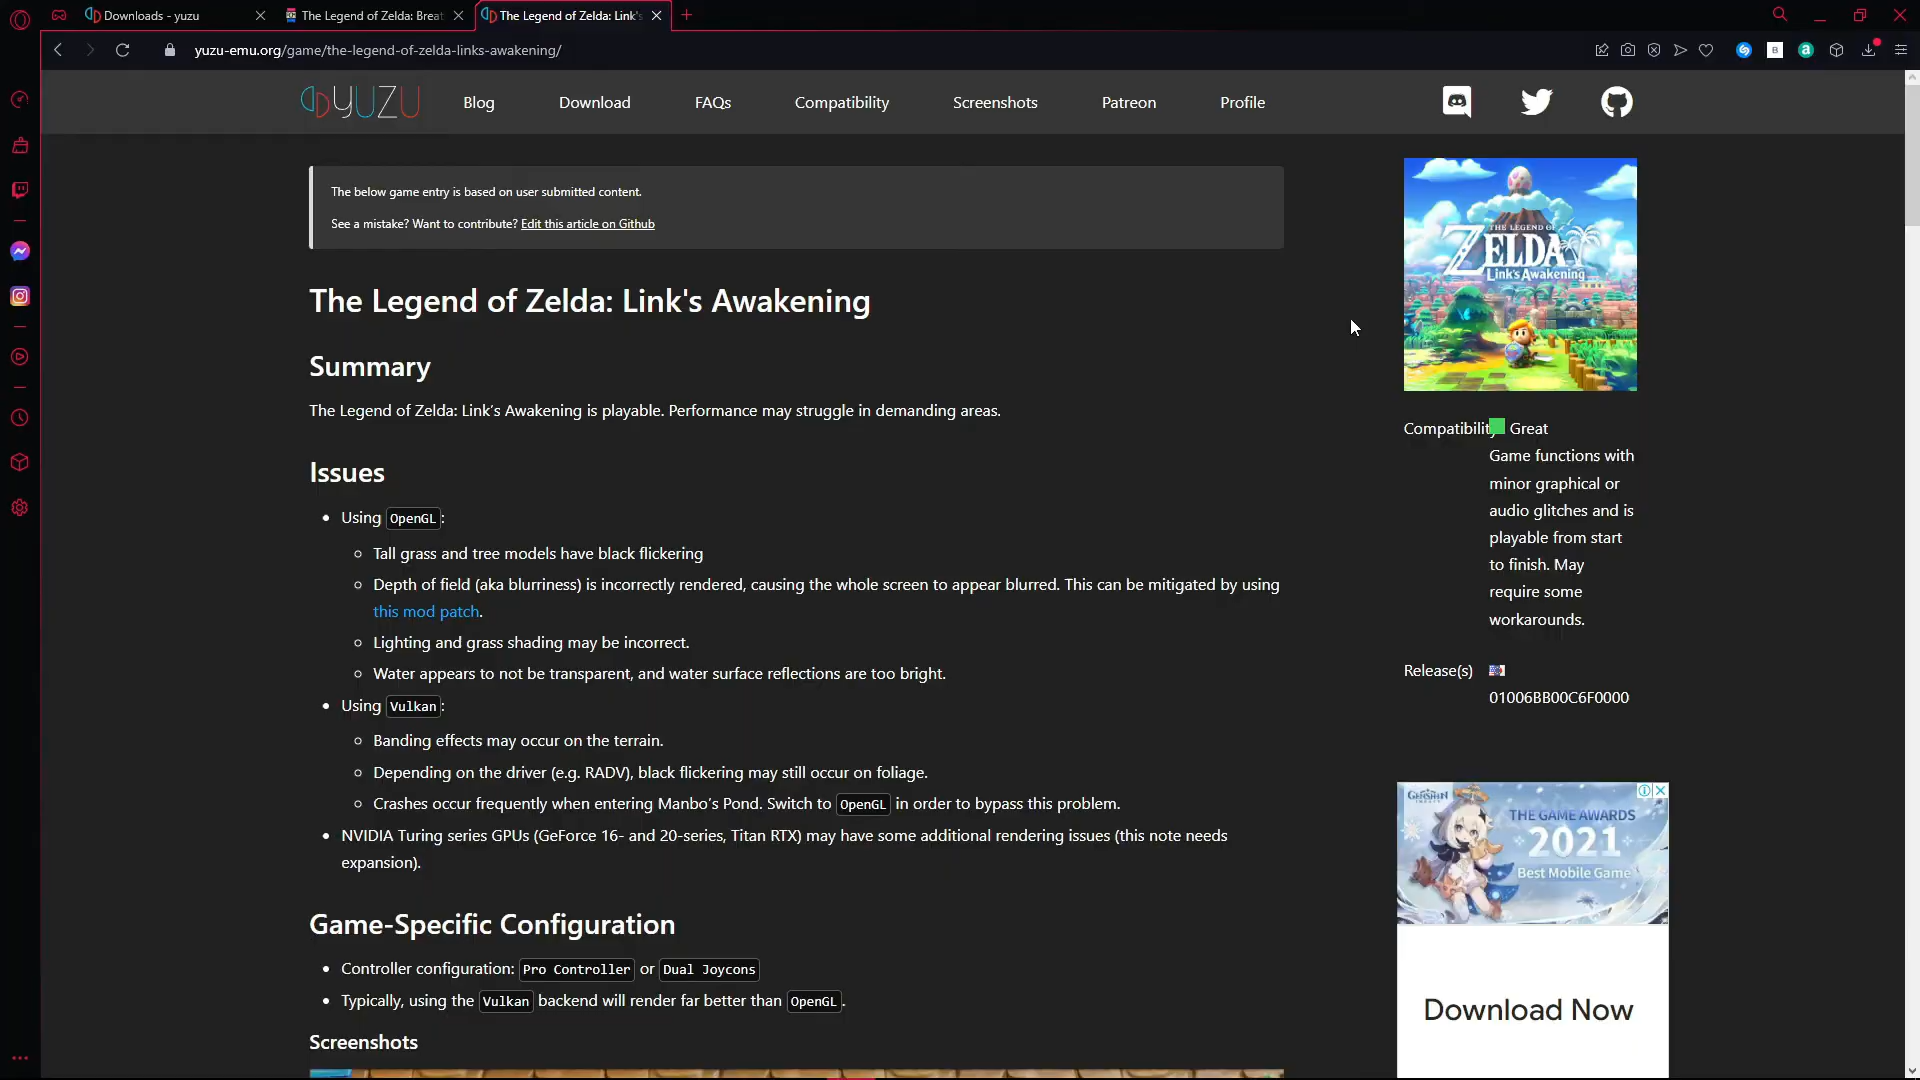 Downloads - yuzu
The Legend of Zelda: Breat
The Legend of Zelda: Link's
yuzu-emu.org/game/the-legend-of-zelda-links-awakening/
YUZU
Blog
Download
FAQs
Compatibility
Screenshots
Patreon
Profile
The below game entry is based on user submitted content.
See a mistake? Want to contribute? Edit this article on Github
The Legend of Zelda: Link's Awakening
Summary
The Legend of Zelda: Link's Awakening is playable. Performance may struggle in demanding areas.
Issues
Using OpenGL:
Tall grass and tree models have black flickering
Depth of field (aka blurriness) is incorrectly rendered, causing the whole screen to appear blurred. This can be mitigated by using
this mod patch.
Lighting and grass shading may be incorrect.
Water appears to not be transparent, and water surface reflections are too bright.
Using Vulkan:
Banding effects may occur on the terrain.
Depending on the driver (e.g. RADV), black flickering may still occur on foliage.
Crashes occur frequently when entering Manbo's Pond. Switch to OpenGL in order to bypass this problem.
NVIDIA Turing series GPUs (GeForce 16- and 20-series, Titan RTX) may have some additional rendering issues (this note needs
expansion).
Game-Specific Configuration
Controller configuration: Pro Controller or Dual Joycons
Typically, using the Vulkan backend will render far better than OpenGL.
Screenshots
THE LEGEND OF
ZELDA
Link's Awakening
Compatibility Great
Game functions with
minor graphical or
audio glitches and is
playable from start
to finish. May
require some
workarounds.
Release(s)
01006BB00C6F0000
GENSHIN
IMPACT
THE GAME AWARDS
2021
Best Mobile Game
Download Now